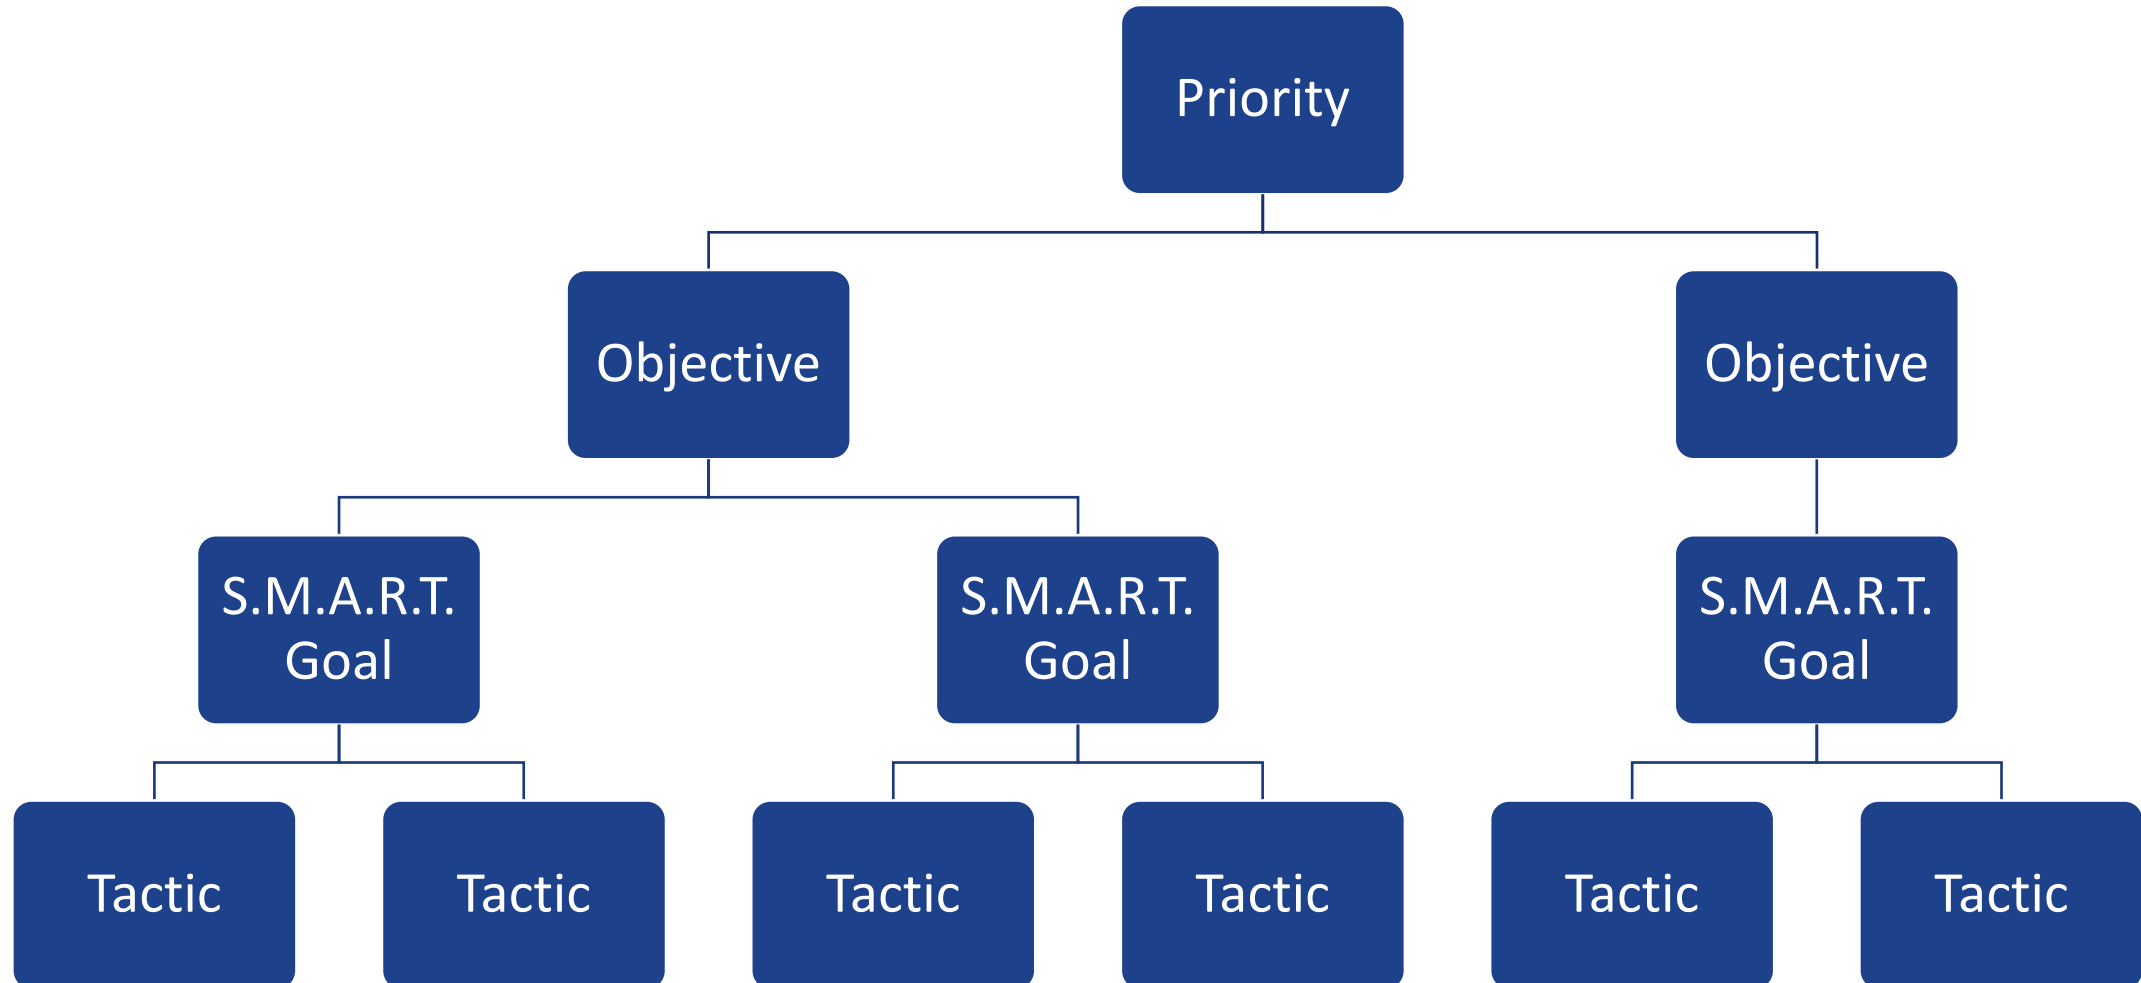 Priority
Objective
Objective
S.M.A.R.T.
Goal
S.M.A.R.T.
Goal
S.M.A.R.T.
Goal
Tactic
Tactic
Tactic
Tactic
Tactic
Tactic